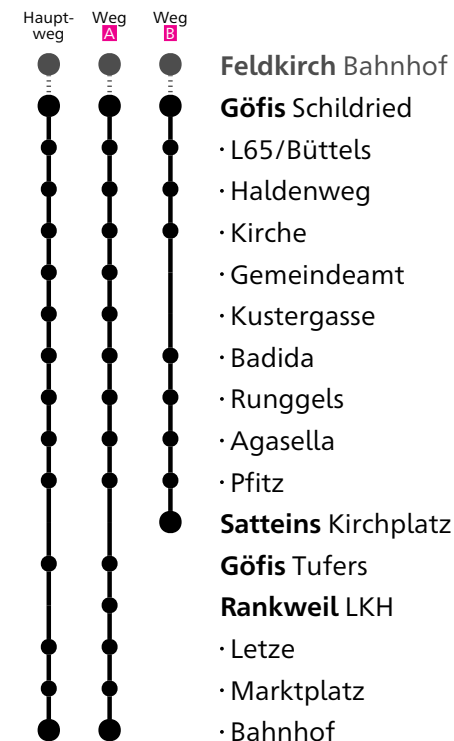 Haupt-
weg
Weg
A
Weg
B
Feldkirch Bahnhof
Göfis Schildried
· L65/Büttels
· Haldenweg
· Kirche
· Gemeindeamt
· Kustergasse
· Badida
· Runggels
· Agasella
· Pfitz
Satteins Kirchplatz
Göfis Tufers
Rankweil LKH
· Letze
· Marktplatz
· Bahnhof